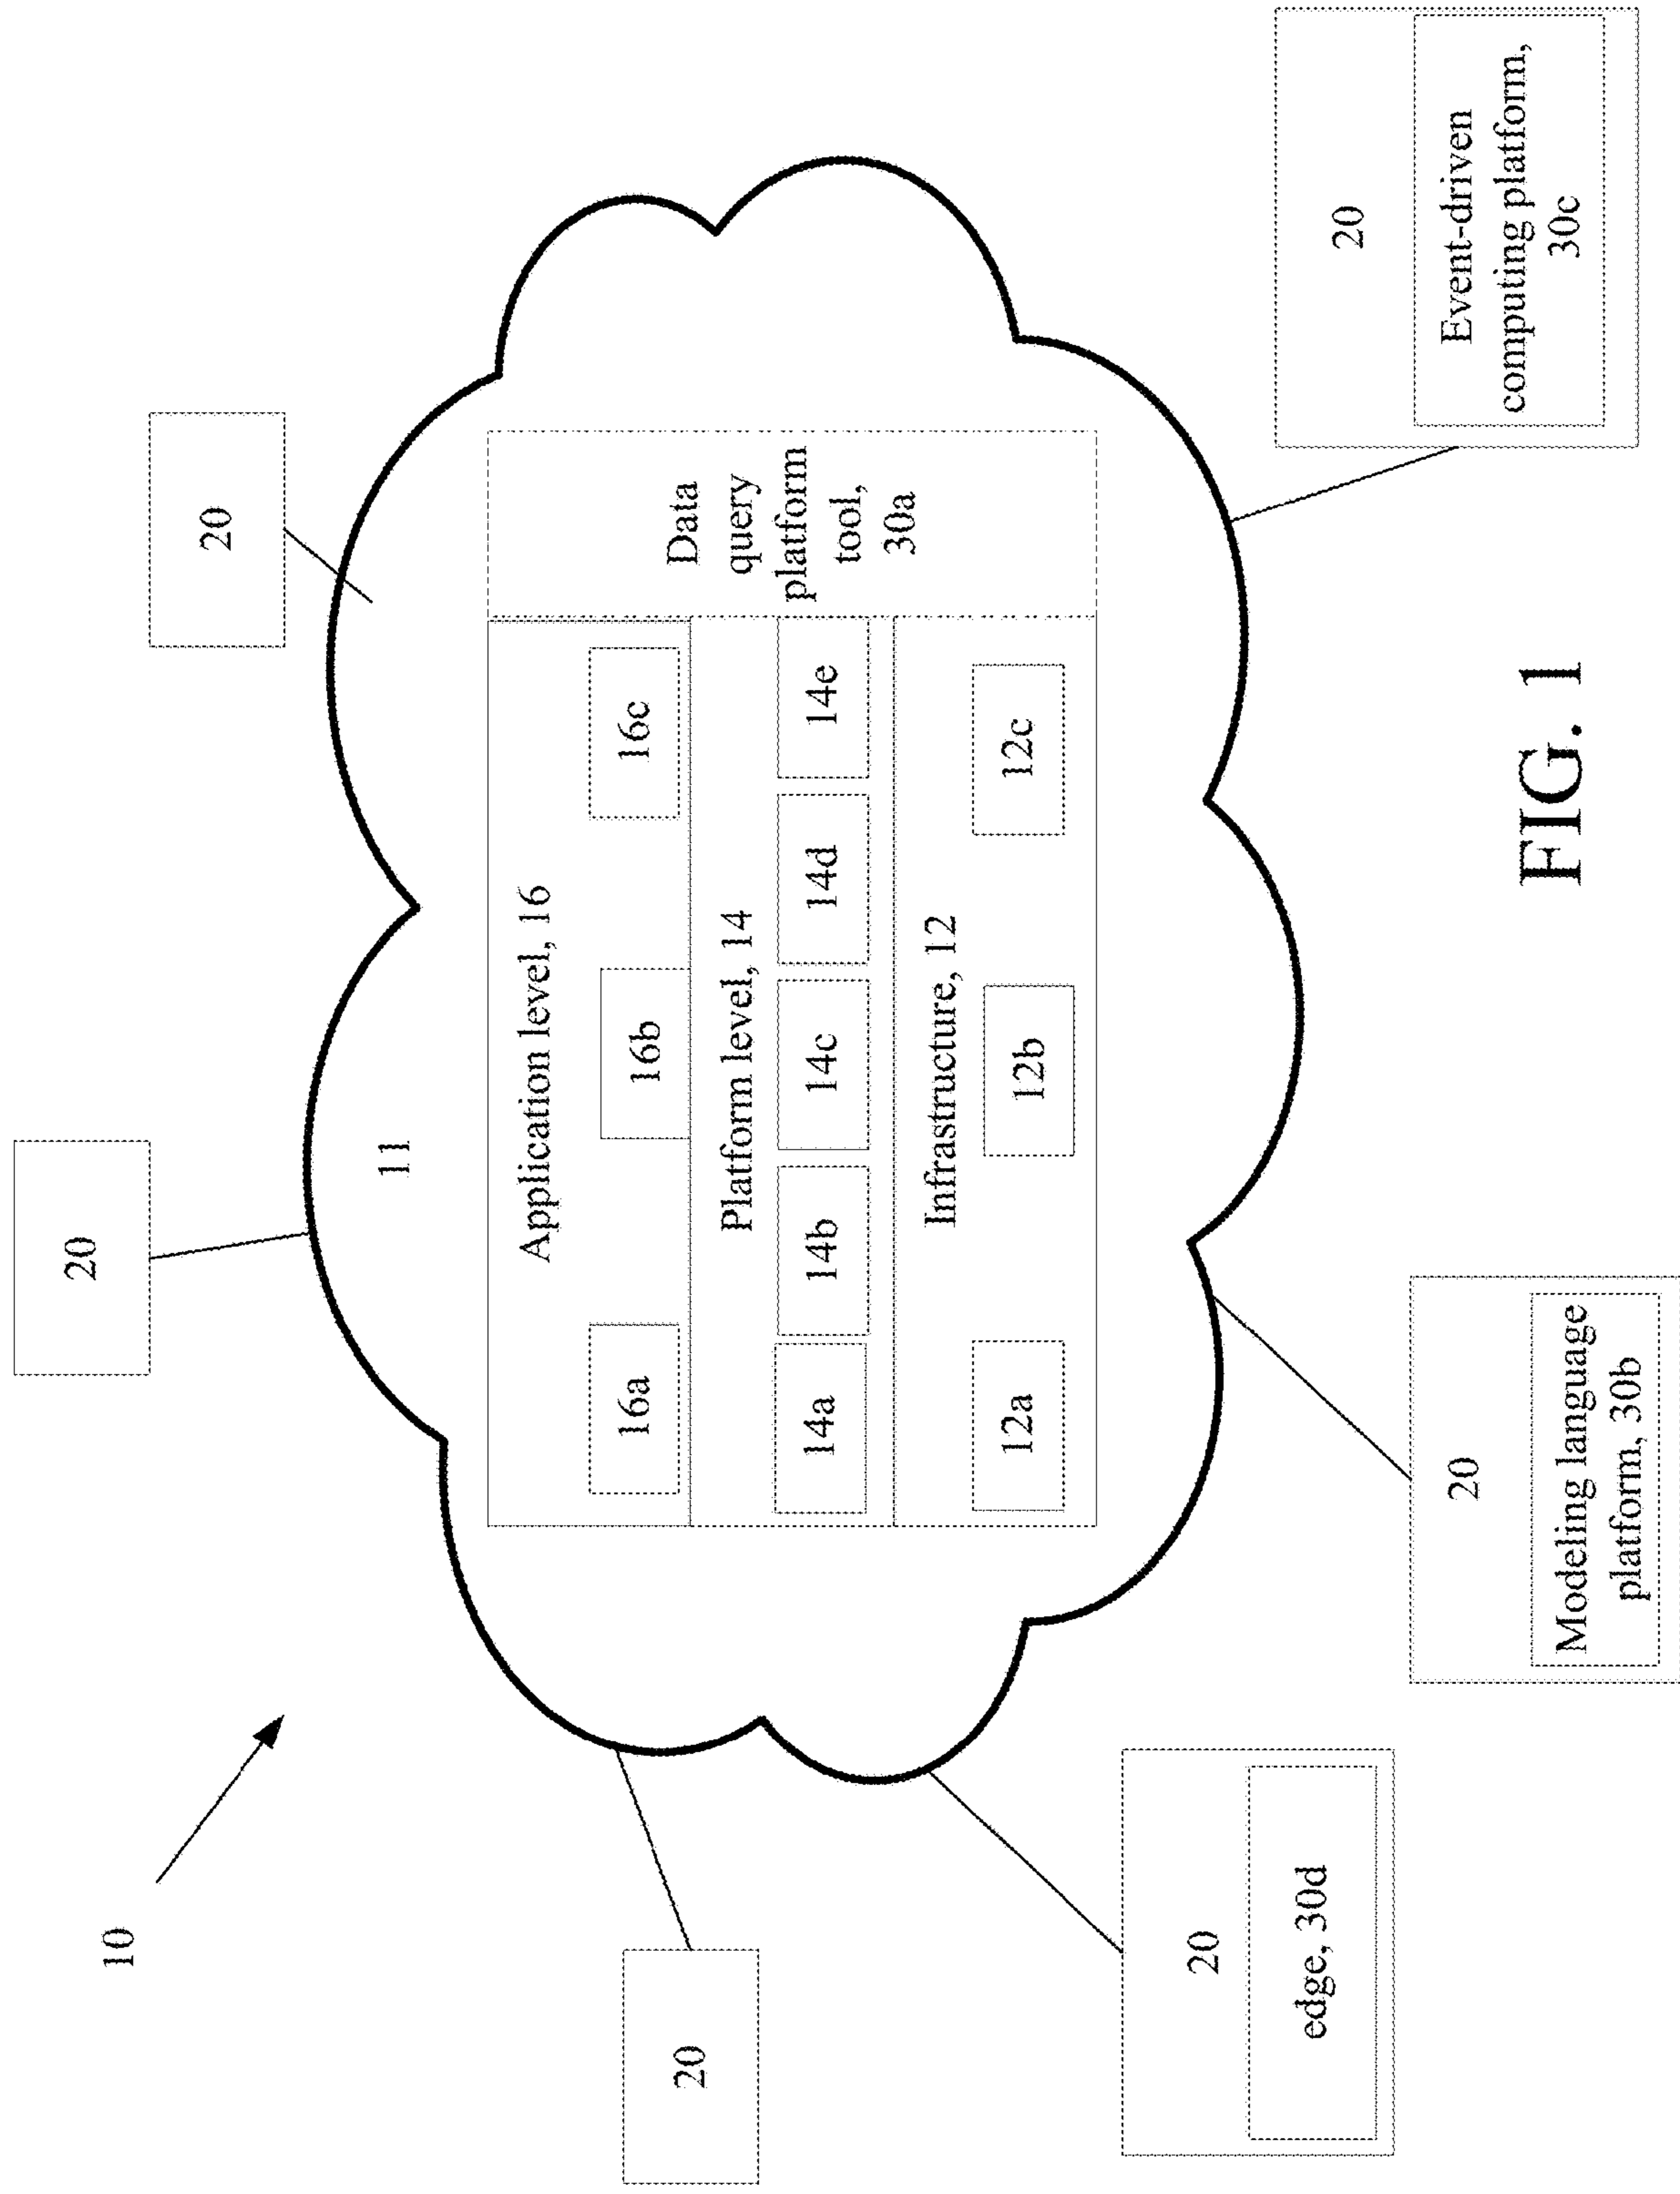 10
20
20
20
11
Application level, 16
16a
16b
16c
Platform level, 14
14a
14b
14c
14d
14e
Infrastructure, 12
12a
12b
12c
Data
query
platform
tool,
30a
20
edge, 30d
20
Modeling language
platform, 30b
20
Event-driven
computing platform,
30c
FIG. 1